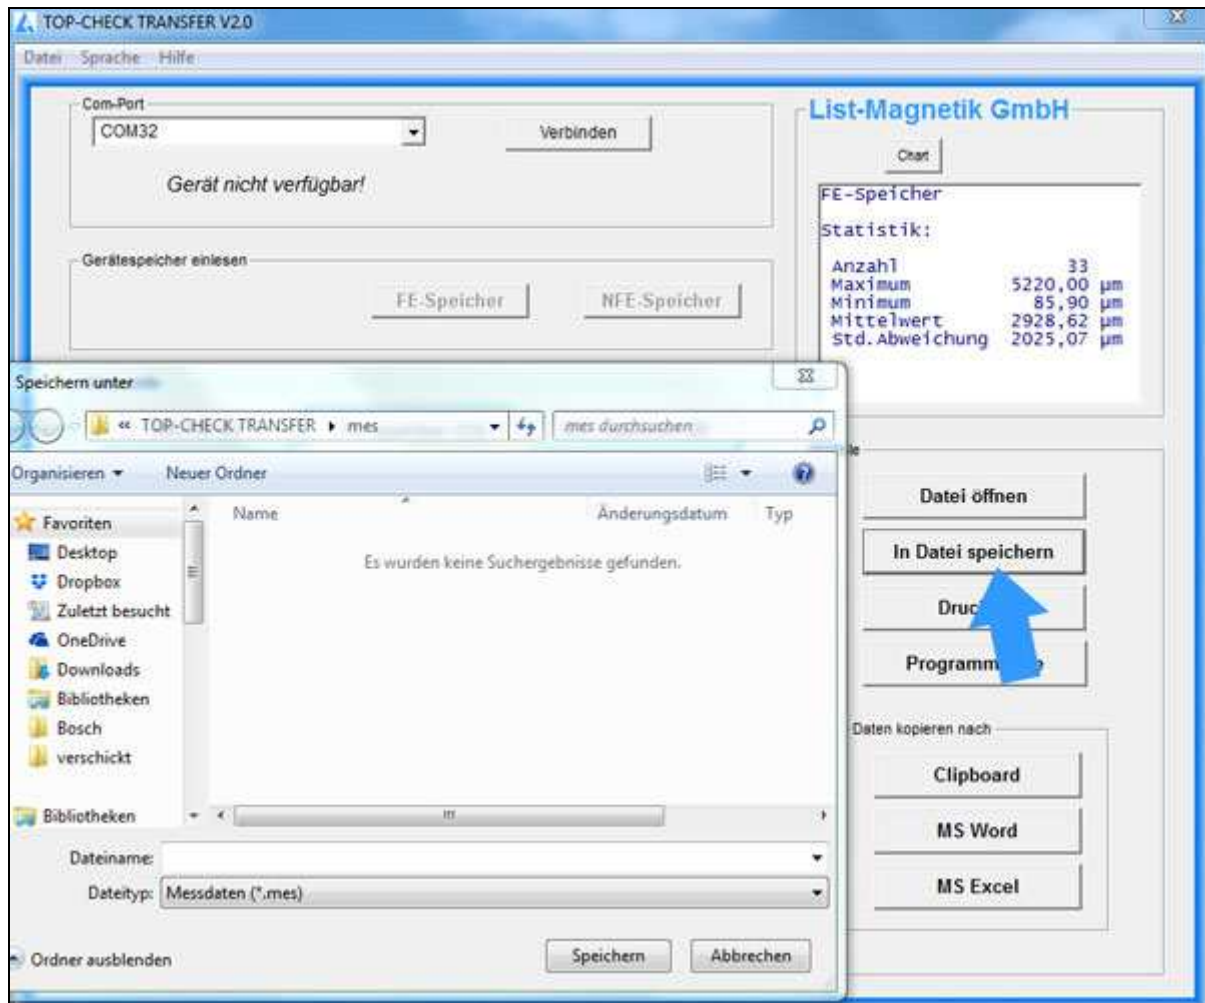 TOP-CHECK TRANSFER V2.0
Datei Sprache Hilfe
Com-Port
COM32
Verbinden
Gerät nicht verfügbar!
Gerätespeicher einlesen
FE-Speicher NFE-Speicher
List-Magnetik GmbH
Chart
FE-Speicher
Statistik:
Anzahl 33
Maximum 5220,00 µm
Minimum 85,90 µm
Mittelwert 2928,62 µm
Std.Abweichung 2025,07 µm
Speichern unter
« TOP-CHECK TRANSFER mes
mes durchsuchen
Organisieren Neuer Ordner
Name Änderungsdatum Typ
Es wurden keine Suchergebnisse gefunden.
Favoriten
Desktop
Dropbox
Zuletzt besucht
OneDrive
Downloads
Bibliotheken
Bosch
verschickt
Bibliotheken
Dateiname:
Dateityp: Messdaten (*.mes)
Ordner ausblenden
Speichern Abbrechen
Datei öffnen
In Datei speichern
Daten kopieren nach
Clipboard
MS Word
MS Excel